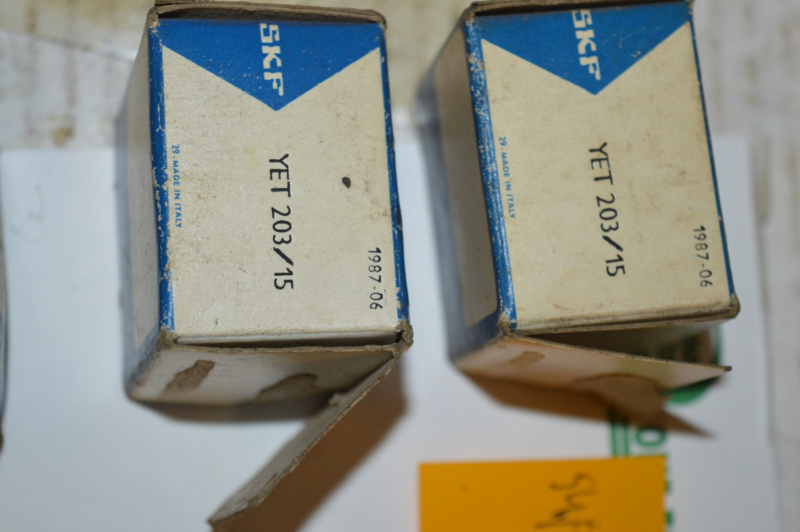 SKF
29-MADE IN ITALY
YET 203/15
1987-06
SKF
29-MADE IN ITALY
YET 203/15
1987-06